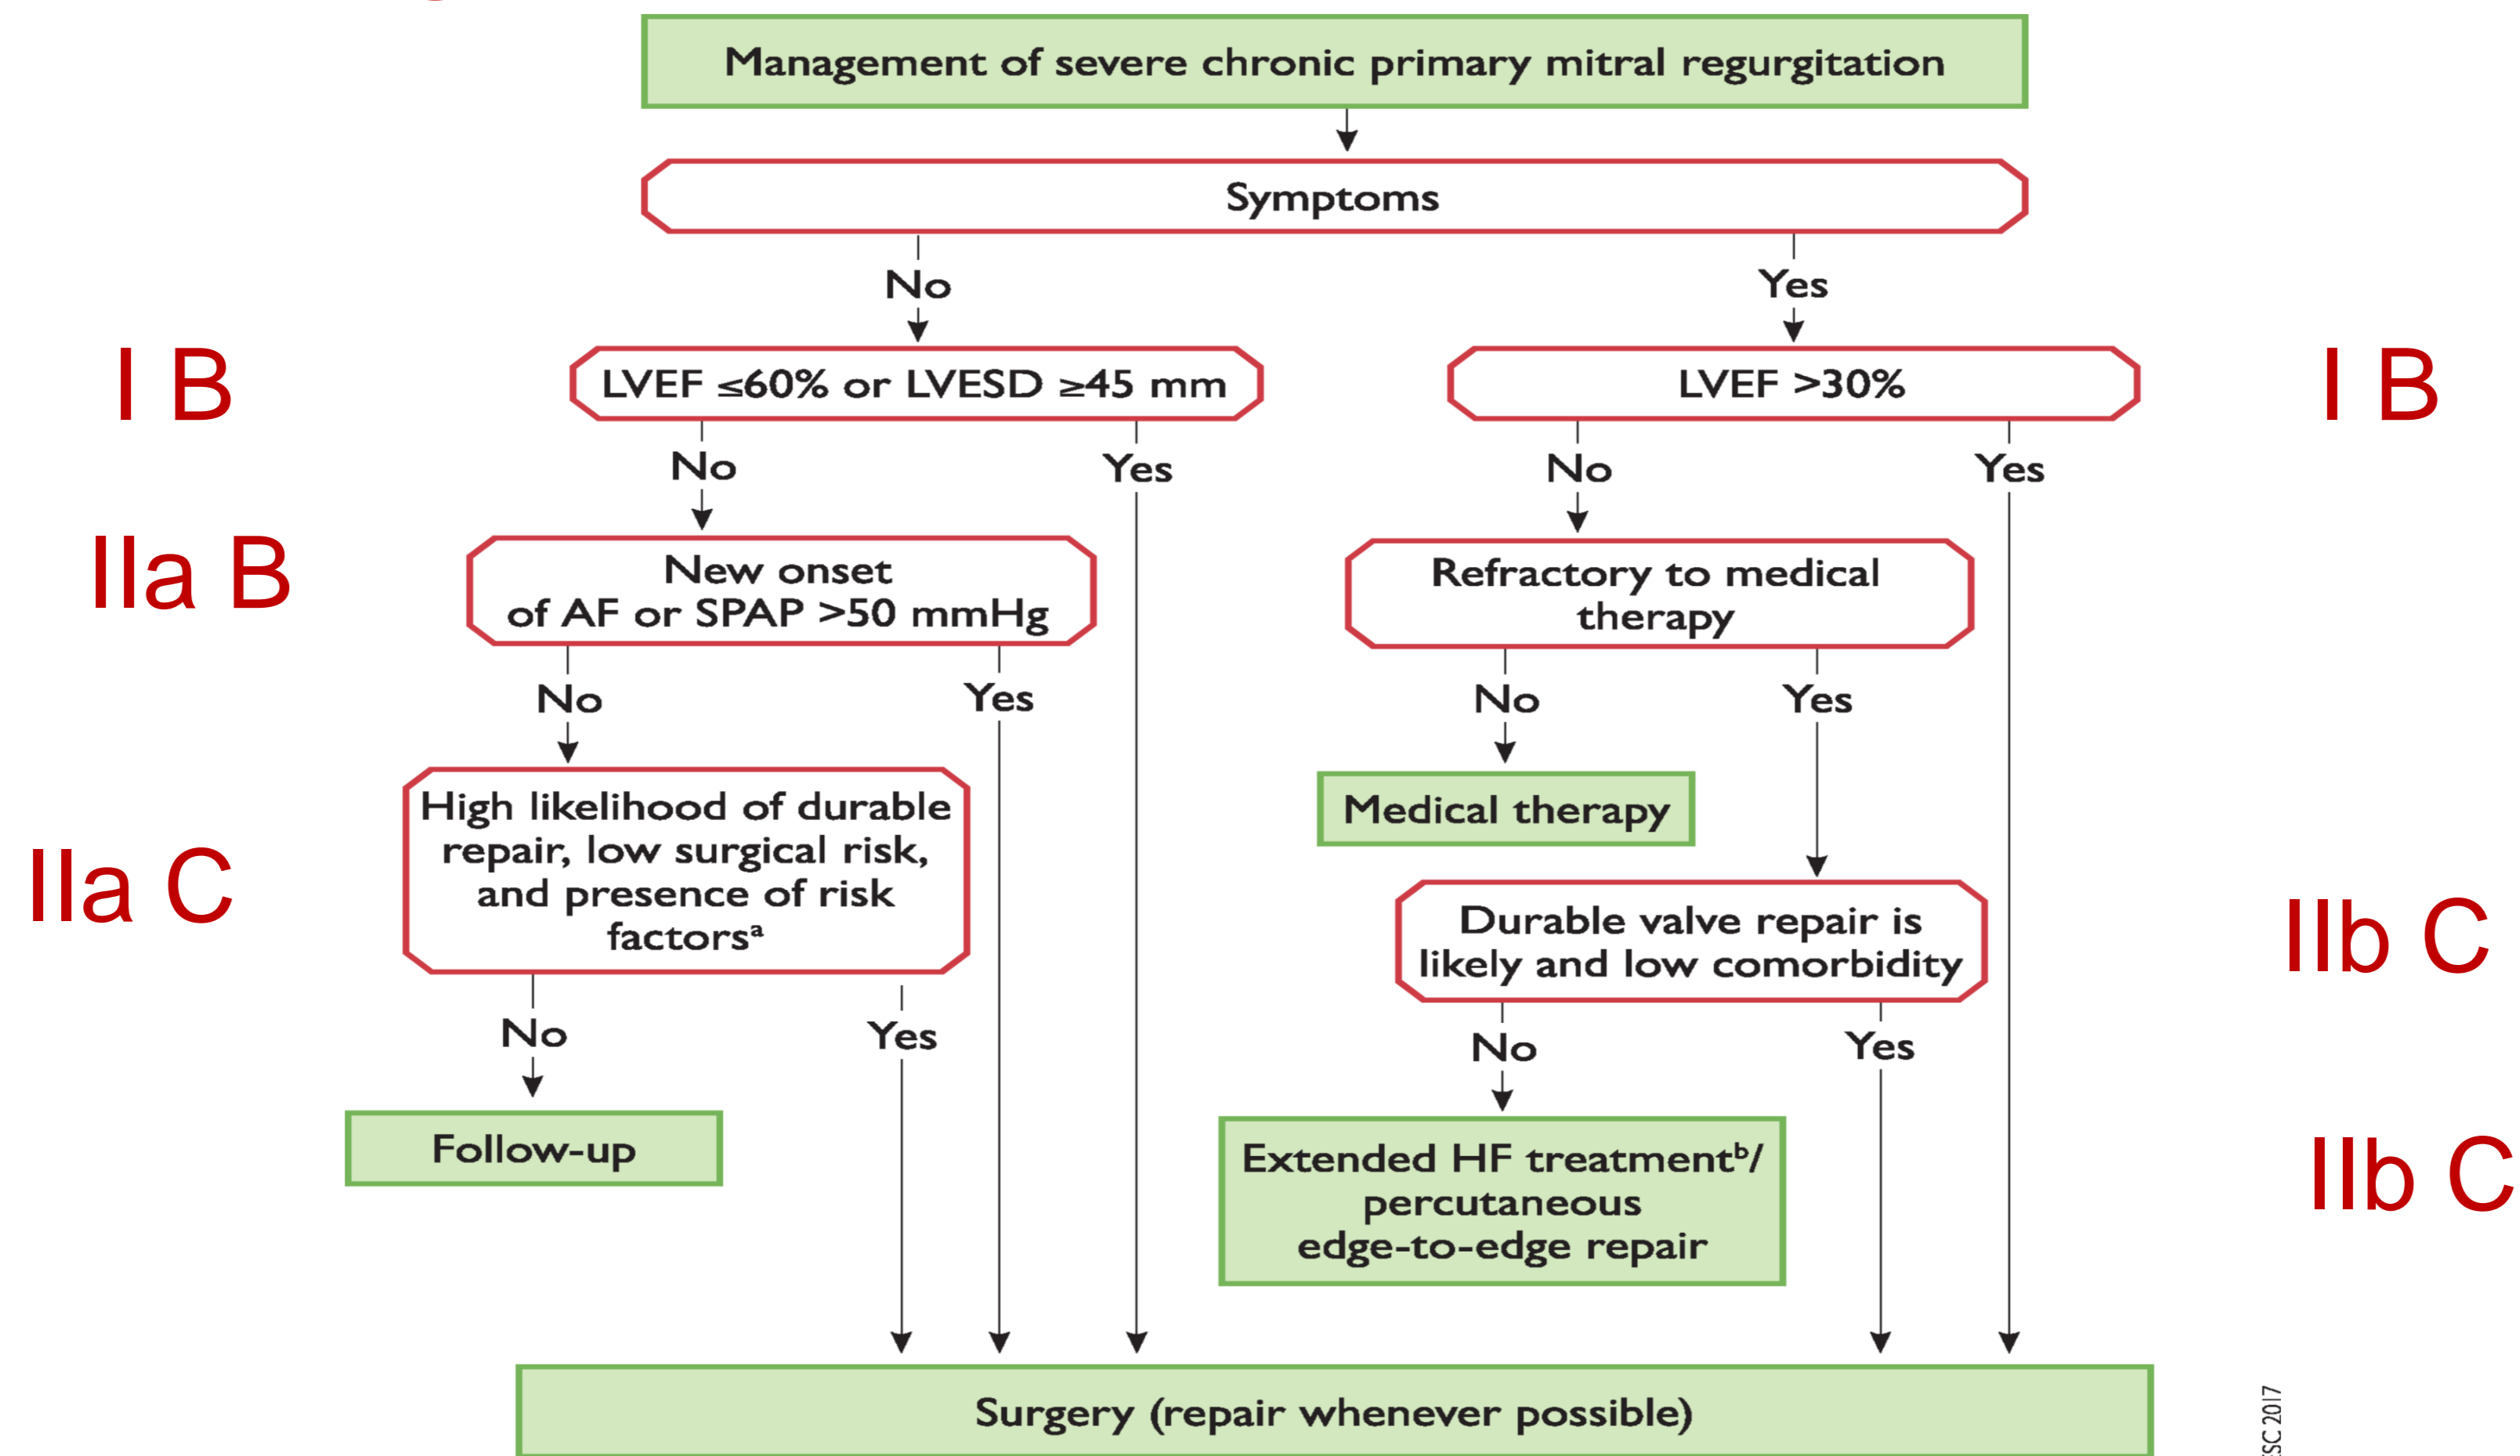 Management of severe chronic primary mitral regurgitation
Symptoms
No
Yes
I B
LVEF ≤60% or LVESD ≥45 mm
LVEF >30%
I B
No
Yes
No
Yes
IIa B
New onset
of AF or SPAP >50 mmHg
Refractory to medical
therapy
No
Yes
No
Yes
IIa C
High likelihood of durable
repair, low surgical risk,
and presence of risk
factorsᵃ
Medical therapy
Durable valve repair is
likely and low comorbidity
IIb C
No
Yes
No
Yes
Follow-up
Extended HF treatmentᵇ/
percutaneous
edge-to-edge repair
IIb C
Surgery (repair whenever possible)
SC 2017